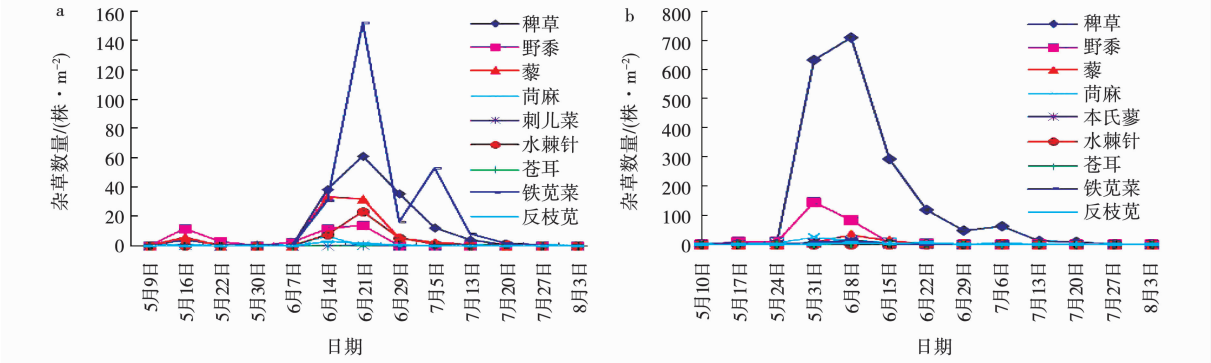 a
杂草数量/(株·m⁻²)
160
140
120
100
80
60
40
20
0
稗草
野黍
藜
苘麻
刺儿菜
水棘针
苍耳
铁苋菜
反枝苋
5月9日
5月16日
5月22日
5月30日
6月7日
6月14日
6月21日
6月29日
7月5日
7月13日
7月20日
7月27日
8月3日
日期
b
杂草数量/(株·m⁻²)
800
700
600
500
400
300
200
100
0
稗草
野黍
藜
苘麻
本氏蓼
水棘针
苍耳
铁苋菜
反枝苋
5月10日
5月17日
5月24日
5月31日
6月8日
6月15日
6月22日
6月29日
7月6日
7月13日
7月20日
7月27日
8月3日
日期